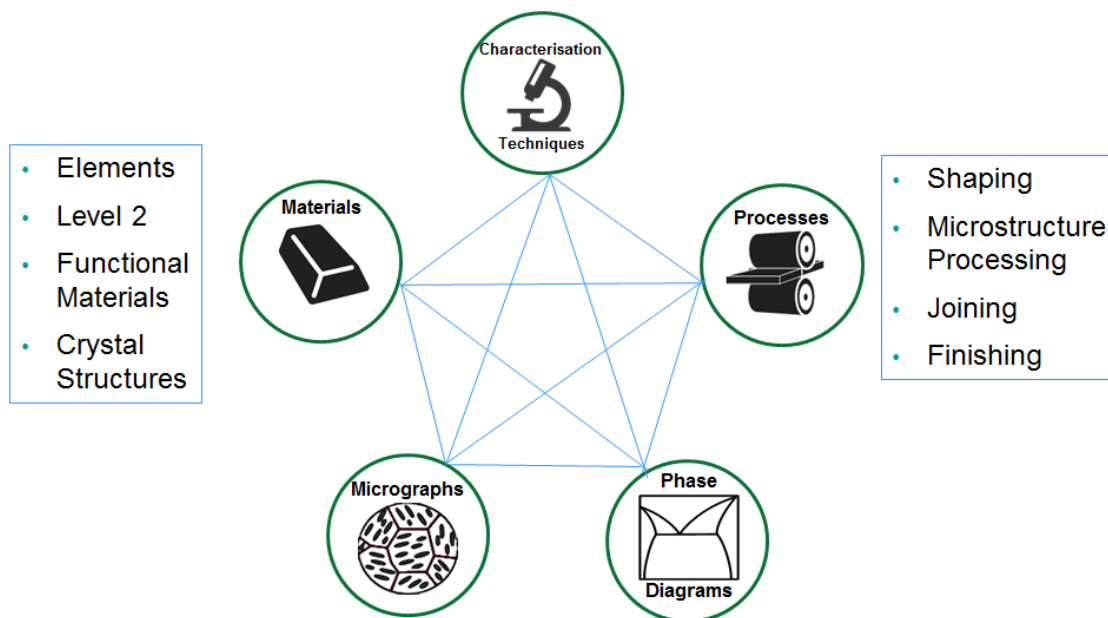 Characterisation
Techniques
• Elements
• Level 2
• Functional
Materials
• Crystal
Structures
Materials
Processes
• Shaping
• Microstructure
Processing
• Joining
• Finishing
Micrographs
Phase
Diagrams